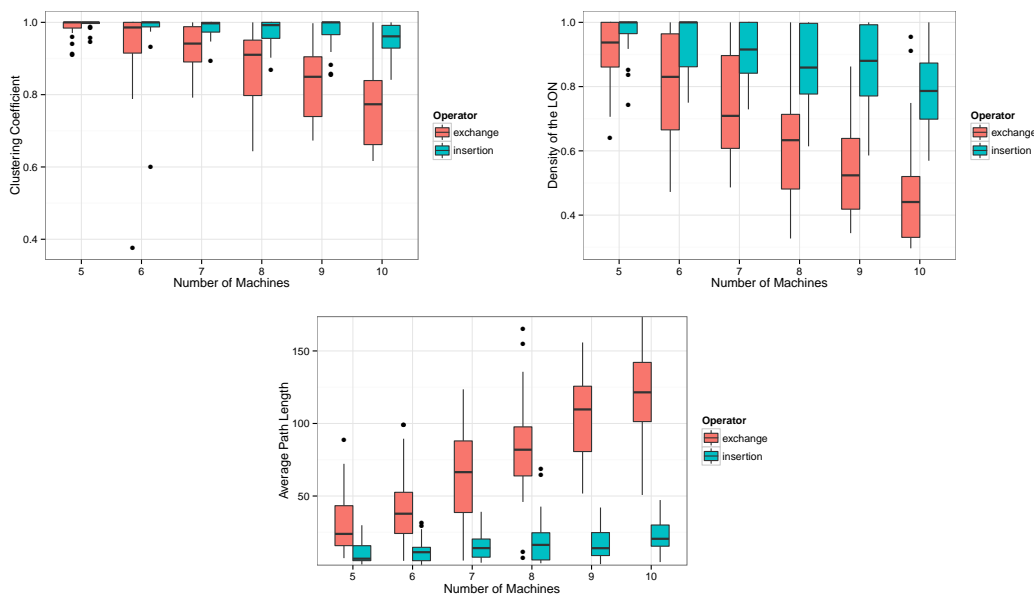 Clustering Coefficient
1.0
0.8
0.6
0.4
5 6 7 8 9 10
Number of Machines
Operator
exchange
insertion
Density of the LON
1.0
0.8
0.6
0.4
5 6 7 8 9 10
Number of Machines
Operator
exchange
insertion
Average Path Length
150
100
50
5 6 7 8 9 10
Number of Machines
Operator
exchange
insertion